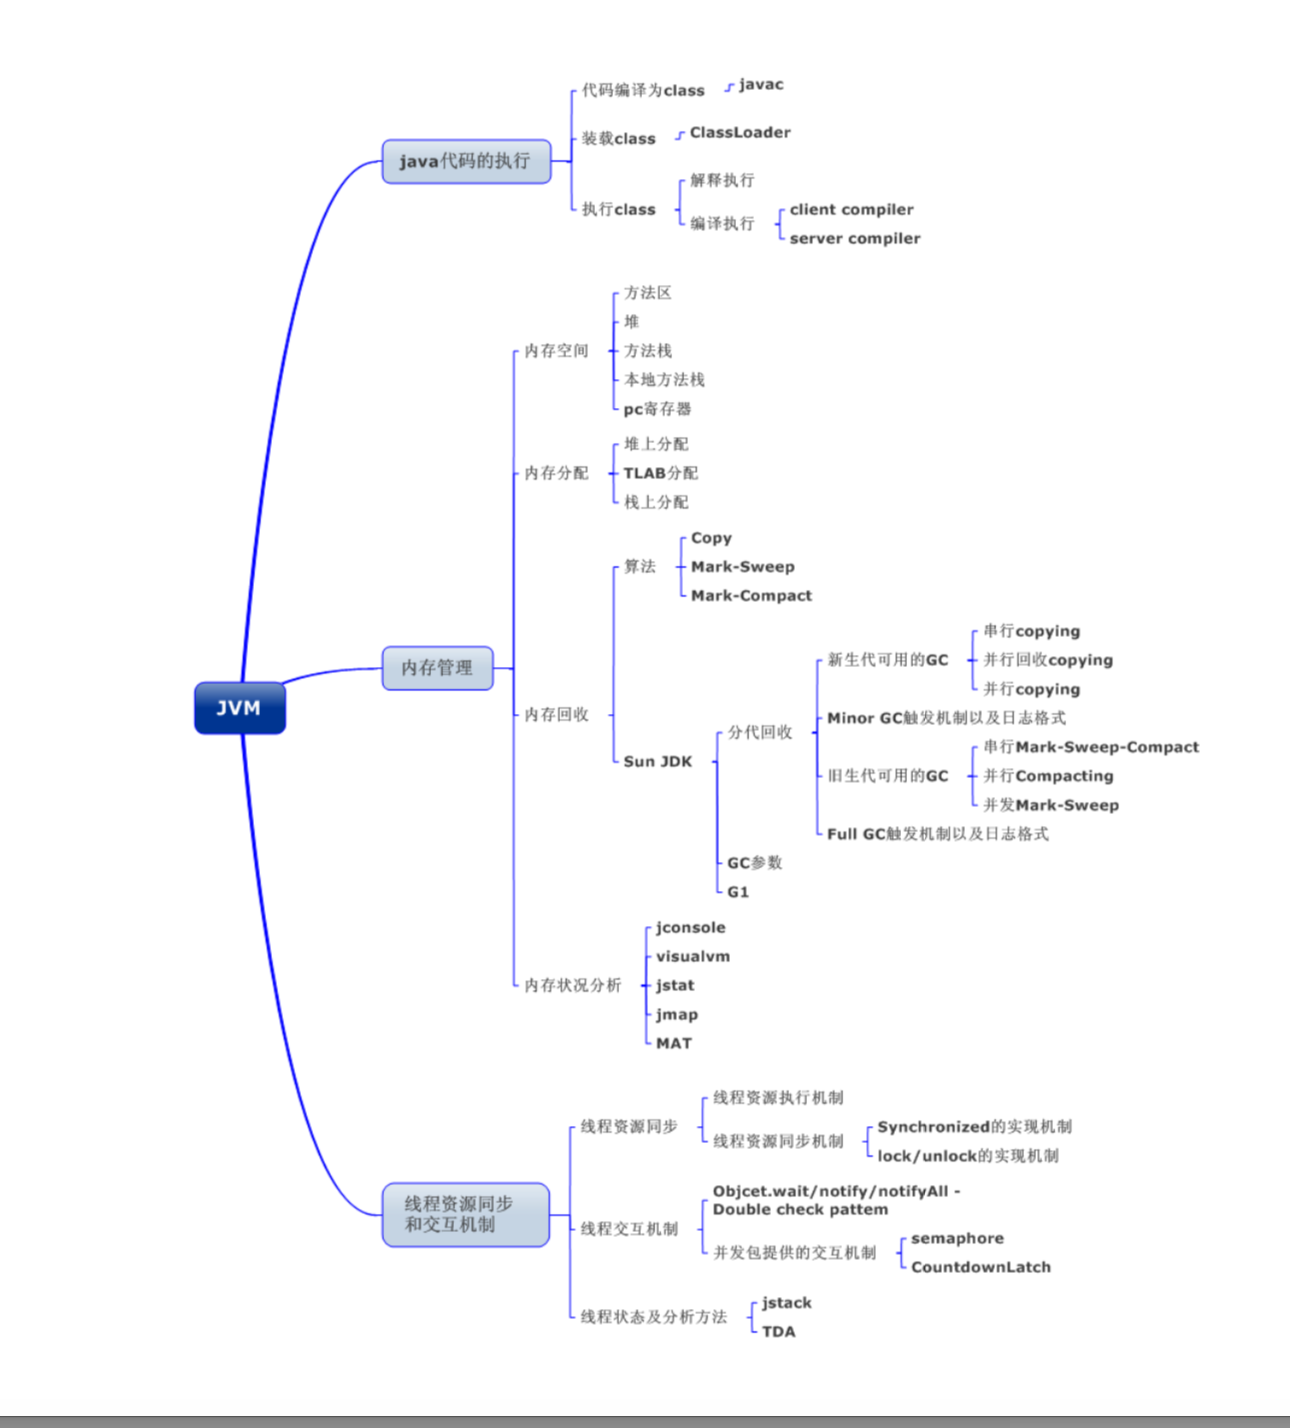 代码编译为class
javac
装载class
ClassLoader
java代码的执行
解释执行
执行class
client compiler
编译执行
server compiler
方法区
堆
内存空间
方法栈
本地方法栈
pc寄存器
堆上分配
内存分配
TLAB分配
栈上分配
Copy
算法
Mark-Sweep
Mark-Compact
串行copying
新生代可用的GC
并行回收copying
并行copying
内存管理
JVM
内存回收
Minor GC触发机制以及日志格式
分代回收
串行Mark-Sweep-Compact
Sun JDK
旧生代可用的GC
并行Compacting
并发Mark-Sweep
Full GC触发机制以及日志格式
GC参数
G1
jconsole
visualvm
内存状况分析
jstat
jmap
MAT
线程资源执行机制
线程资源同步
Synchronized的实现机制
线程资源同步机制
lock/unlock的实现机制
线程资源同步
和交互机制
Objcet.wait/notify/notifyAll -
Double check pattem
线程交互机制
semaphore
并发包提供的交互机制
CountdownLatch
jstack
线程状态及分析方法
TDA